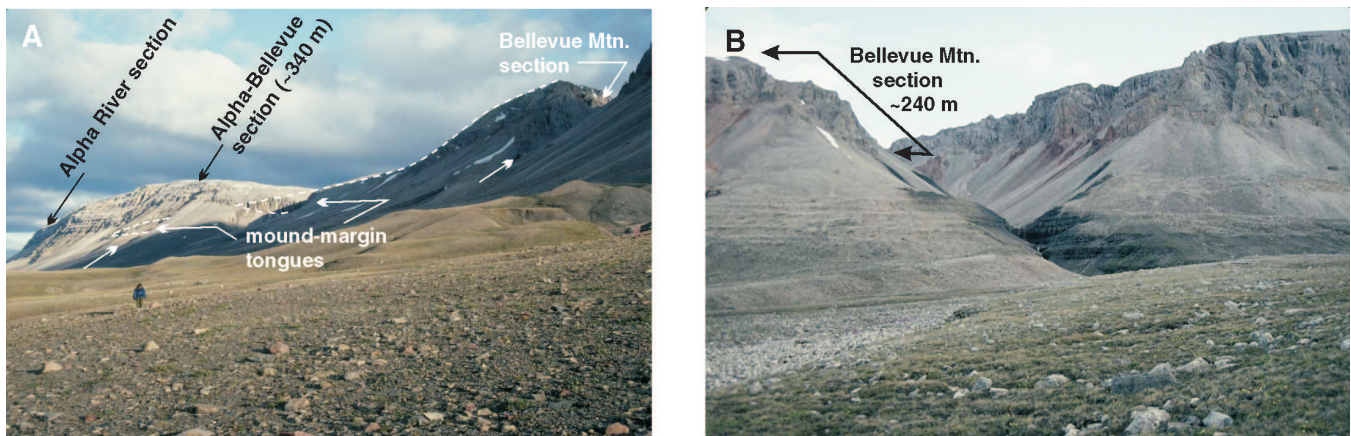 A
Alpha River section
Alpha-Bellevue
section (~340 m)
Bellevue Mtn.
section
mound-margin
tongues
B
Bellevue Mtn.
section
~240 m